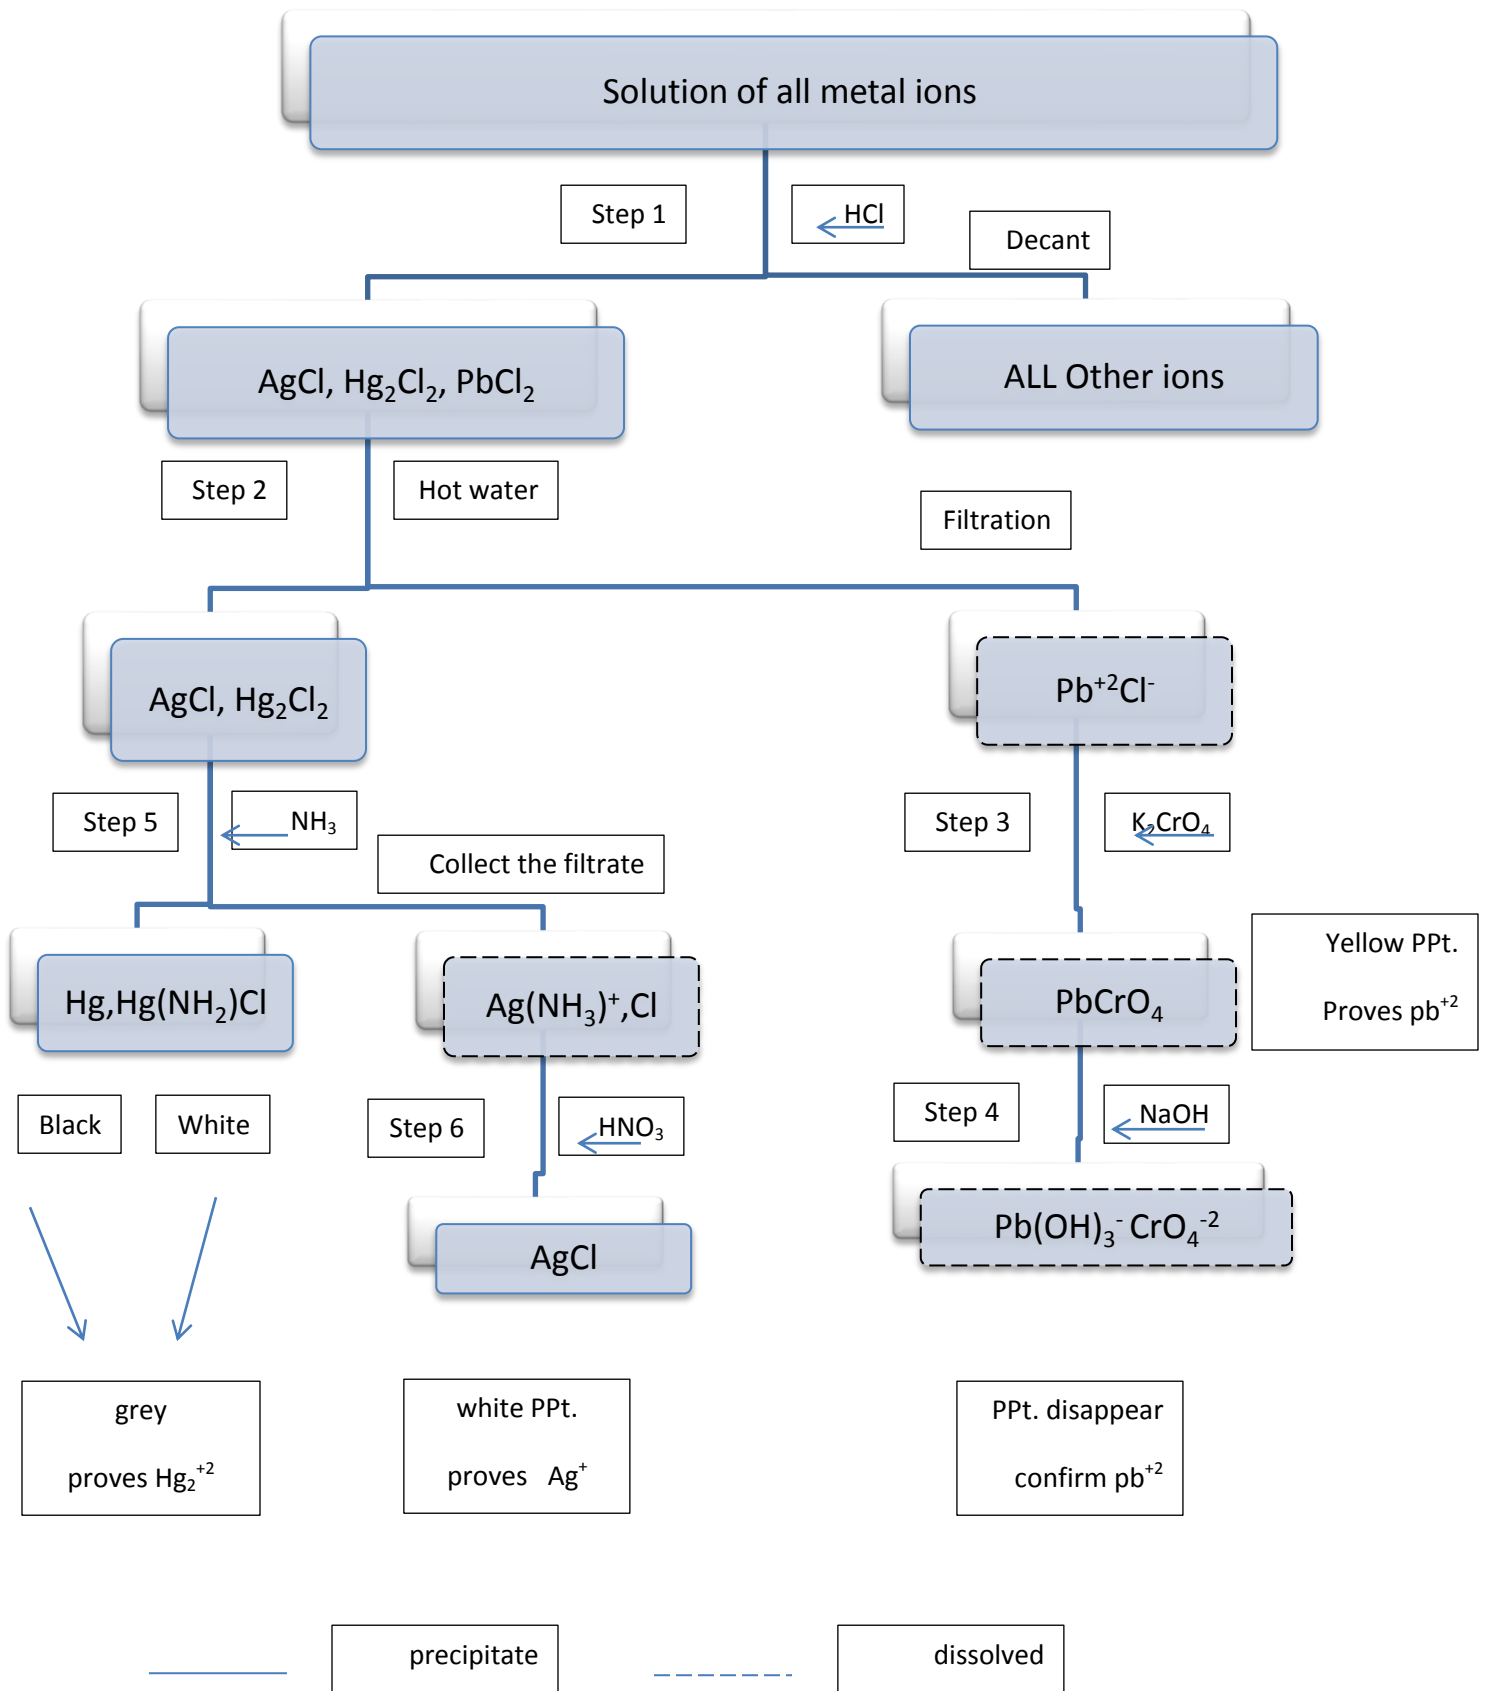 Solution of all metal ions
Step 1
HCl
Decant
AgCl, Hg₂Cl₂, PbCl₂
ALL Other ions
Step 2
Hot water
Filtration
AgCl, Hg₂Cl₂
Pb⁺²Cl⁻
Step 5
NH₃
Step 3
K₂CrO₄
Collect the filtrate
Hg,Hg(NH₂)Cl
Ag(NH₃)⁺,Cl
PbCrO₄
Yellow PPt.
Proves pb⁺²
Black
White
Step 6
HNO₃
Step 4
NaOH
AgCl
Pb(OH)₃⁻ CrO₄⁻²
grey
proves Hg₂⁺²
white PPt.
proves Ag⁺
PPt. disappear
confirm pb⁺²
precipitate
dissolved